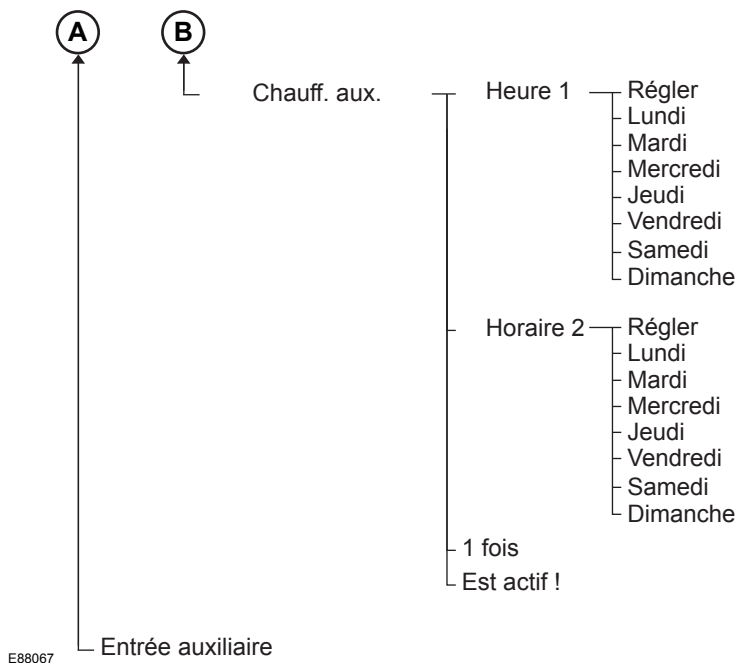 A B
Chauff. aux. Heure 1 Régler
Lundi
Mardi
Mercredi
Jeudi
Vendredi
Samedi
Dimanche
Horaire 2 Régler
Lundi
Mardi
Mercredi
Jeudi
Vendredi
Samedi
Dimanche
1 fois
Est actif !
Entrée auxiliaire
E88067